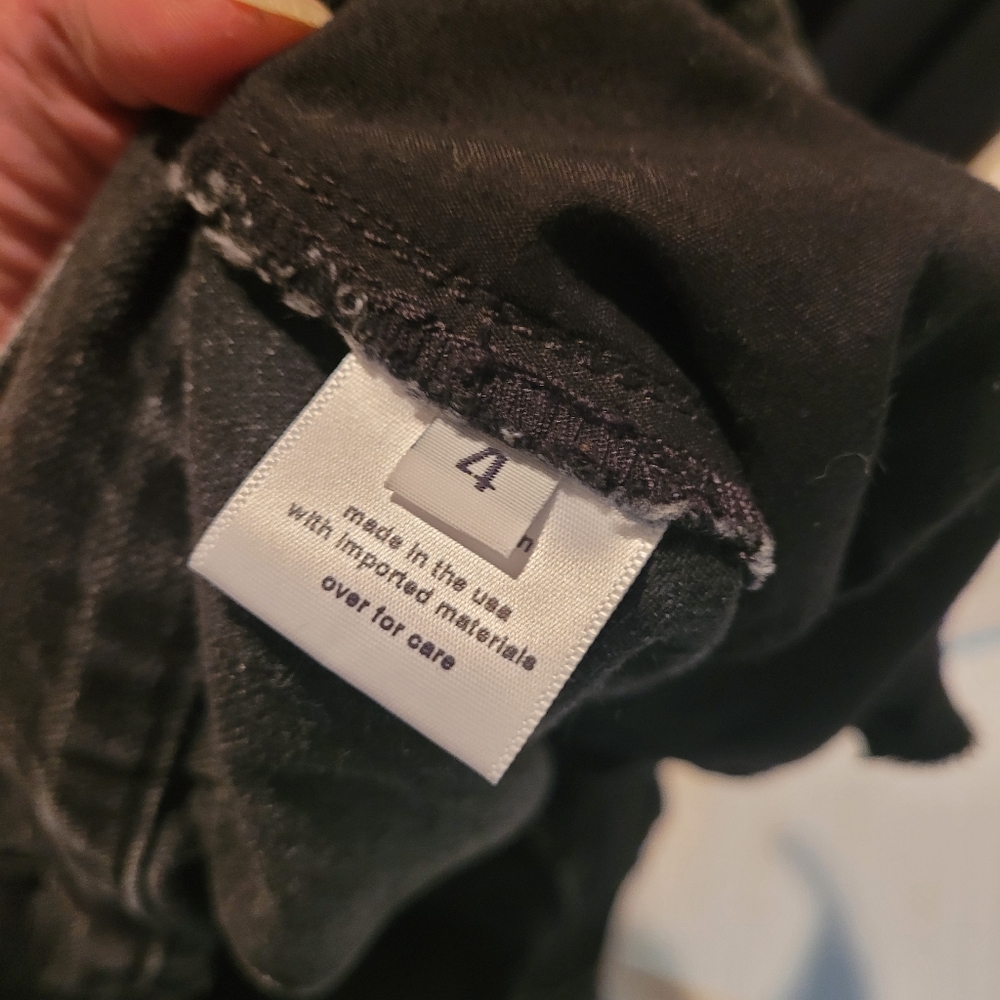 4
n
made in the usa
with imported materials
over for care